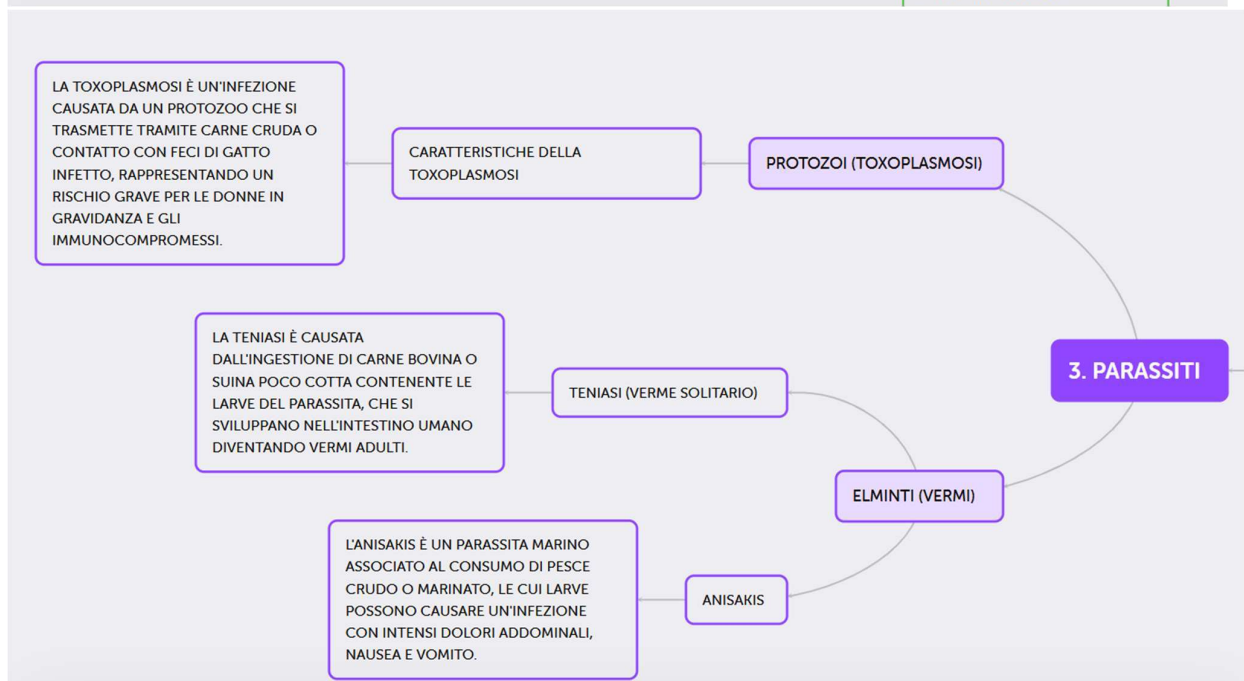 LA TOXOPLASMOSI È UN'INFEZIONE
CAUSATA DA UN PROTOZOO CHE SI
TRASMETTE TRAMITE CARNE CRUDA O
CONTATTO CON FECI DI GATTO
INFETTO, RAPPRESENTANDO UN
RISCHIO GRAVE PER LE DONNE IN
GRAVIDANZA E GLI
IMMUNOCOMPROMESSI.
CARATTERISTICHE DELLA
TOXOPLASMOSI
PROTOZOI (TOXOPLASMOSI)
LA TENIASI È CAUSATA
DALL'INGESTIONE DI CARNE BOVINA O
SUINA POCO COTTA CONTENENTE LE
LARVE DEL PARASSITA, CHE SI
SVILUPPANO NELL'INTESTINO UMANO
DIVENTANDO VERMI ADULTI.
TENIASI (VERME SOLITARIO)
3. PARASSITI
ELMINTI (VERMI)
L'ANISAKIS È UN PARASSITA MARINO
ASSOCIATO AL CONSUMO DI PESCE
CRUDO O MARINATO, LE CUI LARVE
POSSONO CAUSARE UN'INFEZIONE
CON INTENSI DOLORI ADDOMINALI,
NAUSEA E VOMITO.
ANISAKIS